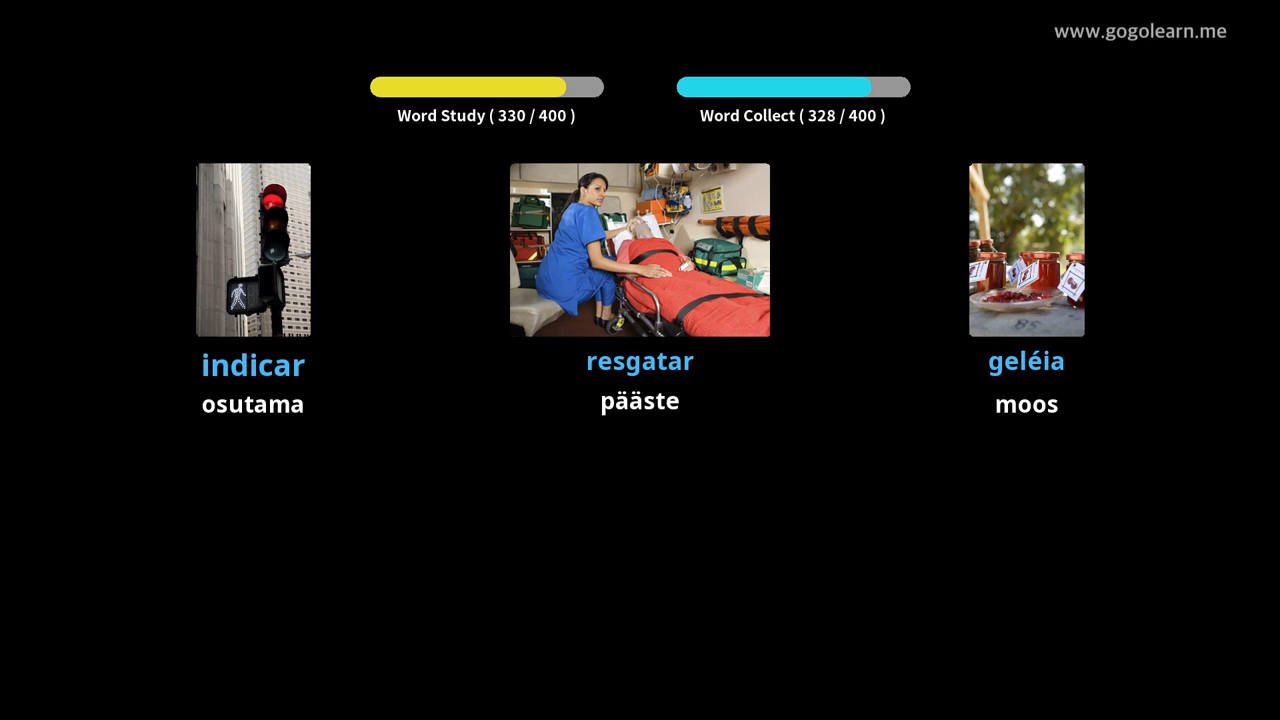 www.gogolearn.me
Word Study ( 330 / 400 )
Word Collect ( 328 / 400 )
indicar
osutama
resgatar
pääste
geléia
moos